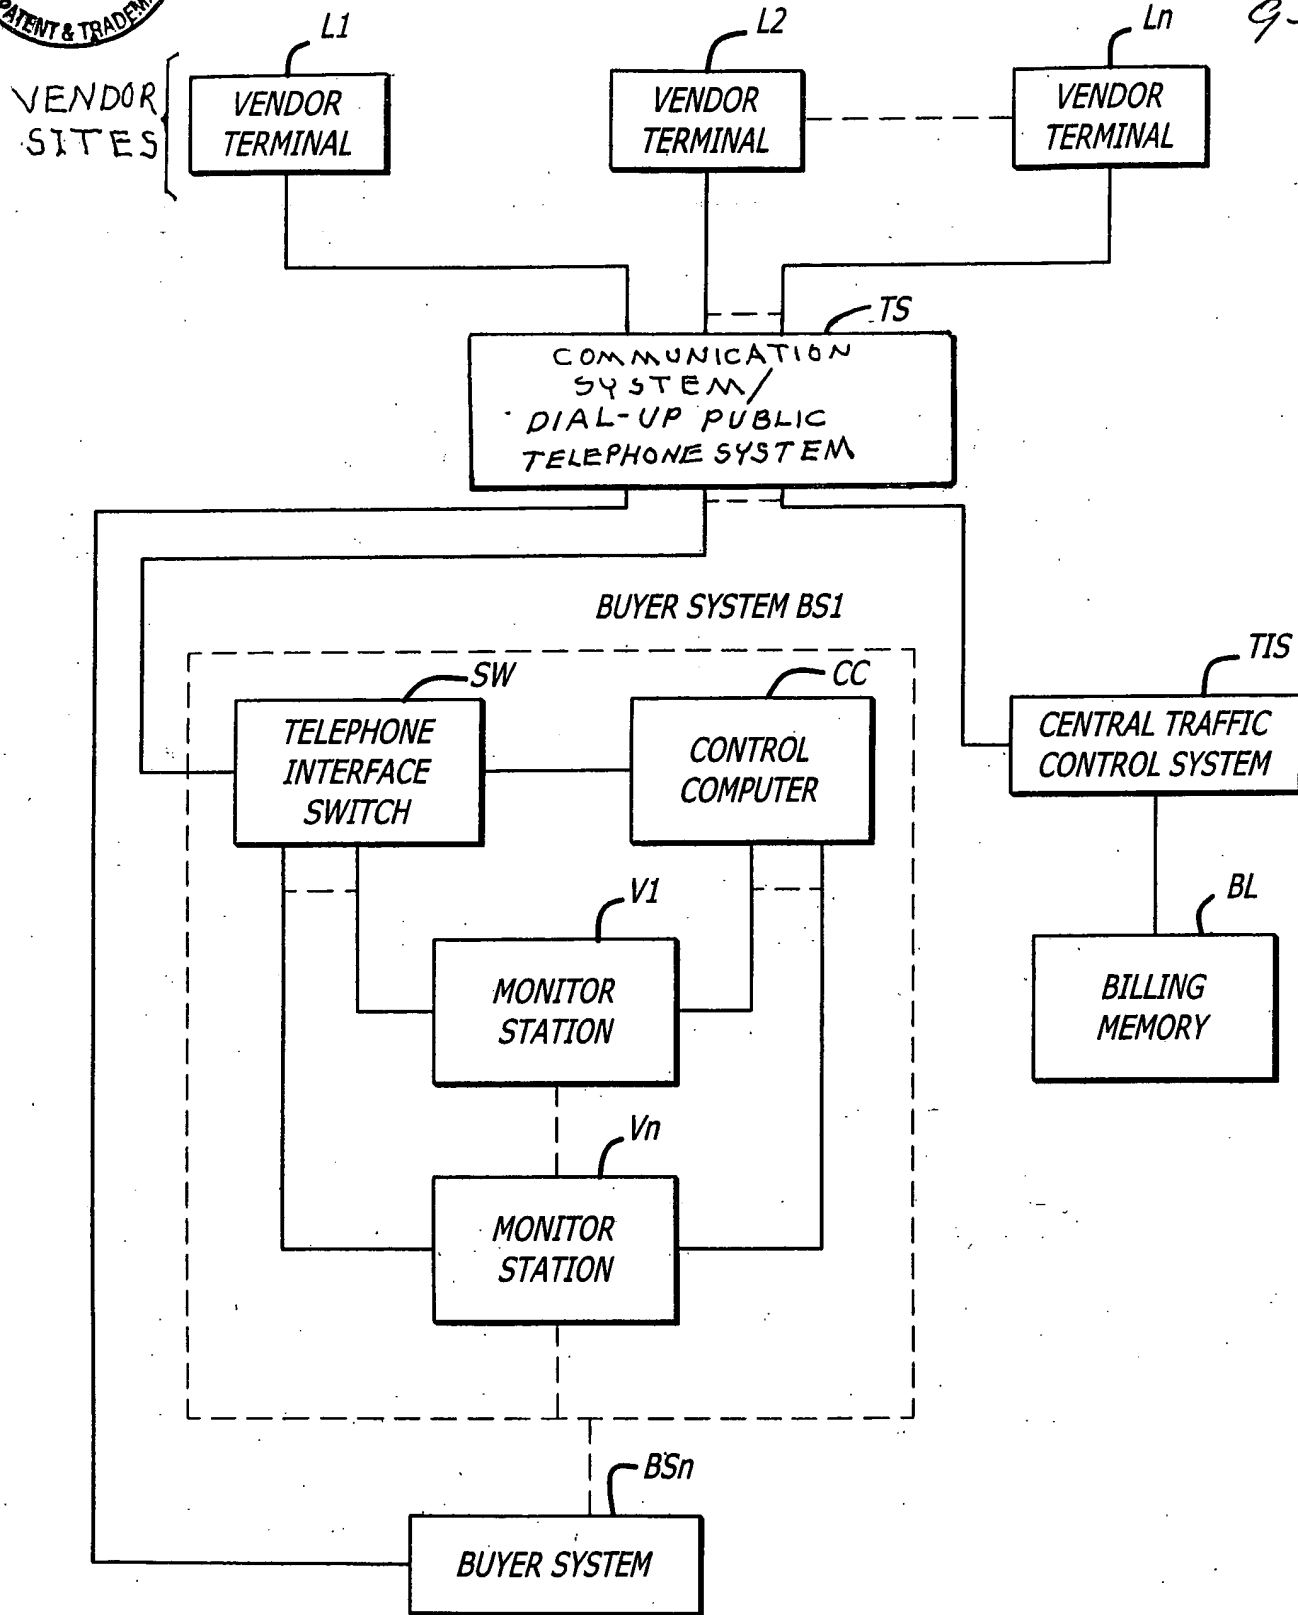 PATENT & TRADEM
L1
L2
Ln
VENDOR
SITES
VENDOR
TERMINAL
VENDOR
TERMINAL
VENDOR
TERMINAL
TS
COMMUNICATION
SYSTEM/
DIAL-UP PUBLIC
TELEPHONE SYSTEM
BUYER SYSTEM BS1
SW
CC
TIS
TELEPHONE
INTERFACE
SWITCH
CONTROL
COMPUTER
CENTRAL TRAFFIC
CONTROL SYSTEM
V1
BL
MONITOR
STATION
BILLING
MEMORY
Vn
MONITOR
STATION
BSn
BUYER SYSTEM